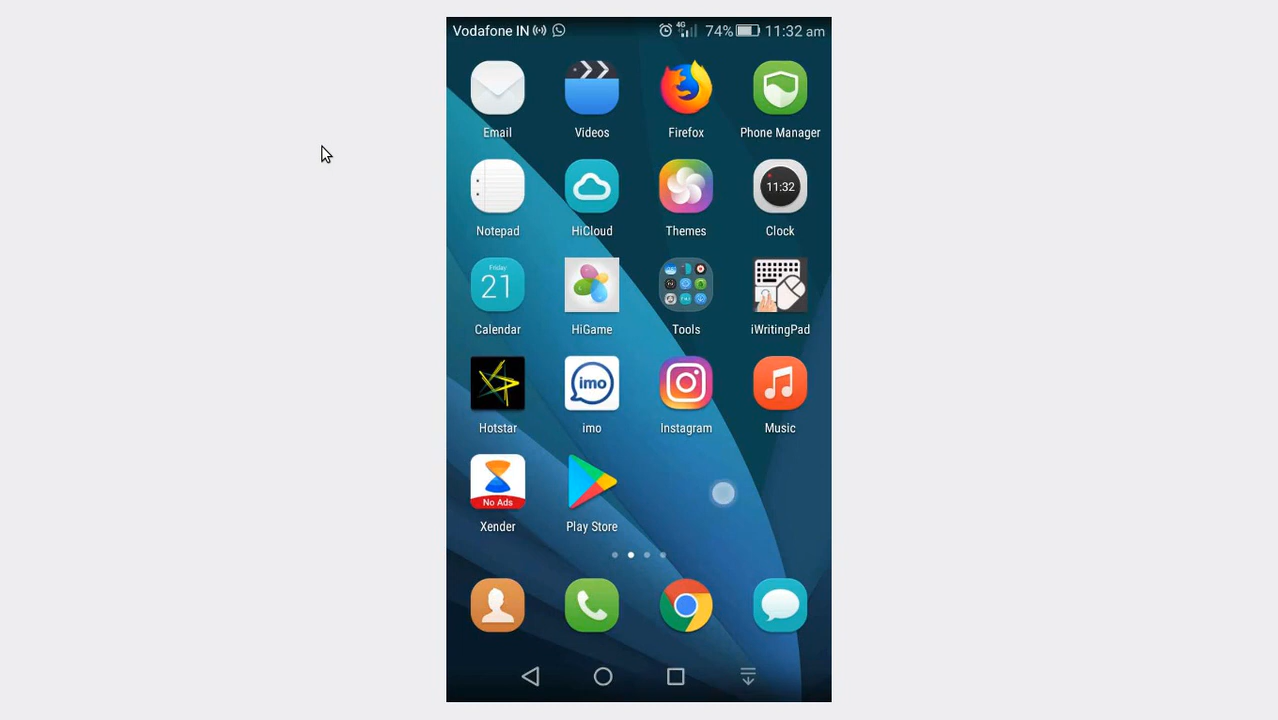 Vodafone IN 4G 74% 11:32 am
Email Videos Firefox Phone Manager
11:32
Notepad HiCloud Themes Clock
Friday
21
Calendar HiGame Tools iWritingPad
imo
Hotstar imo Instagram Music
No Ads
Xender Play Store